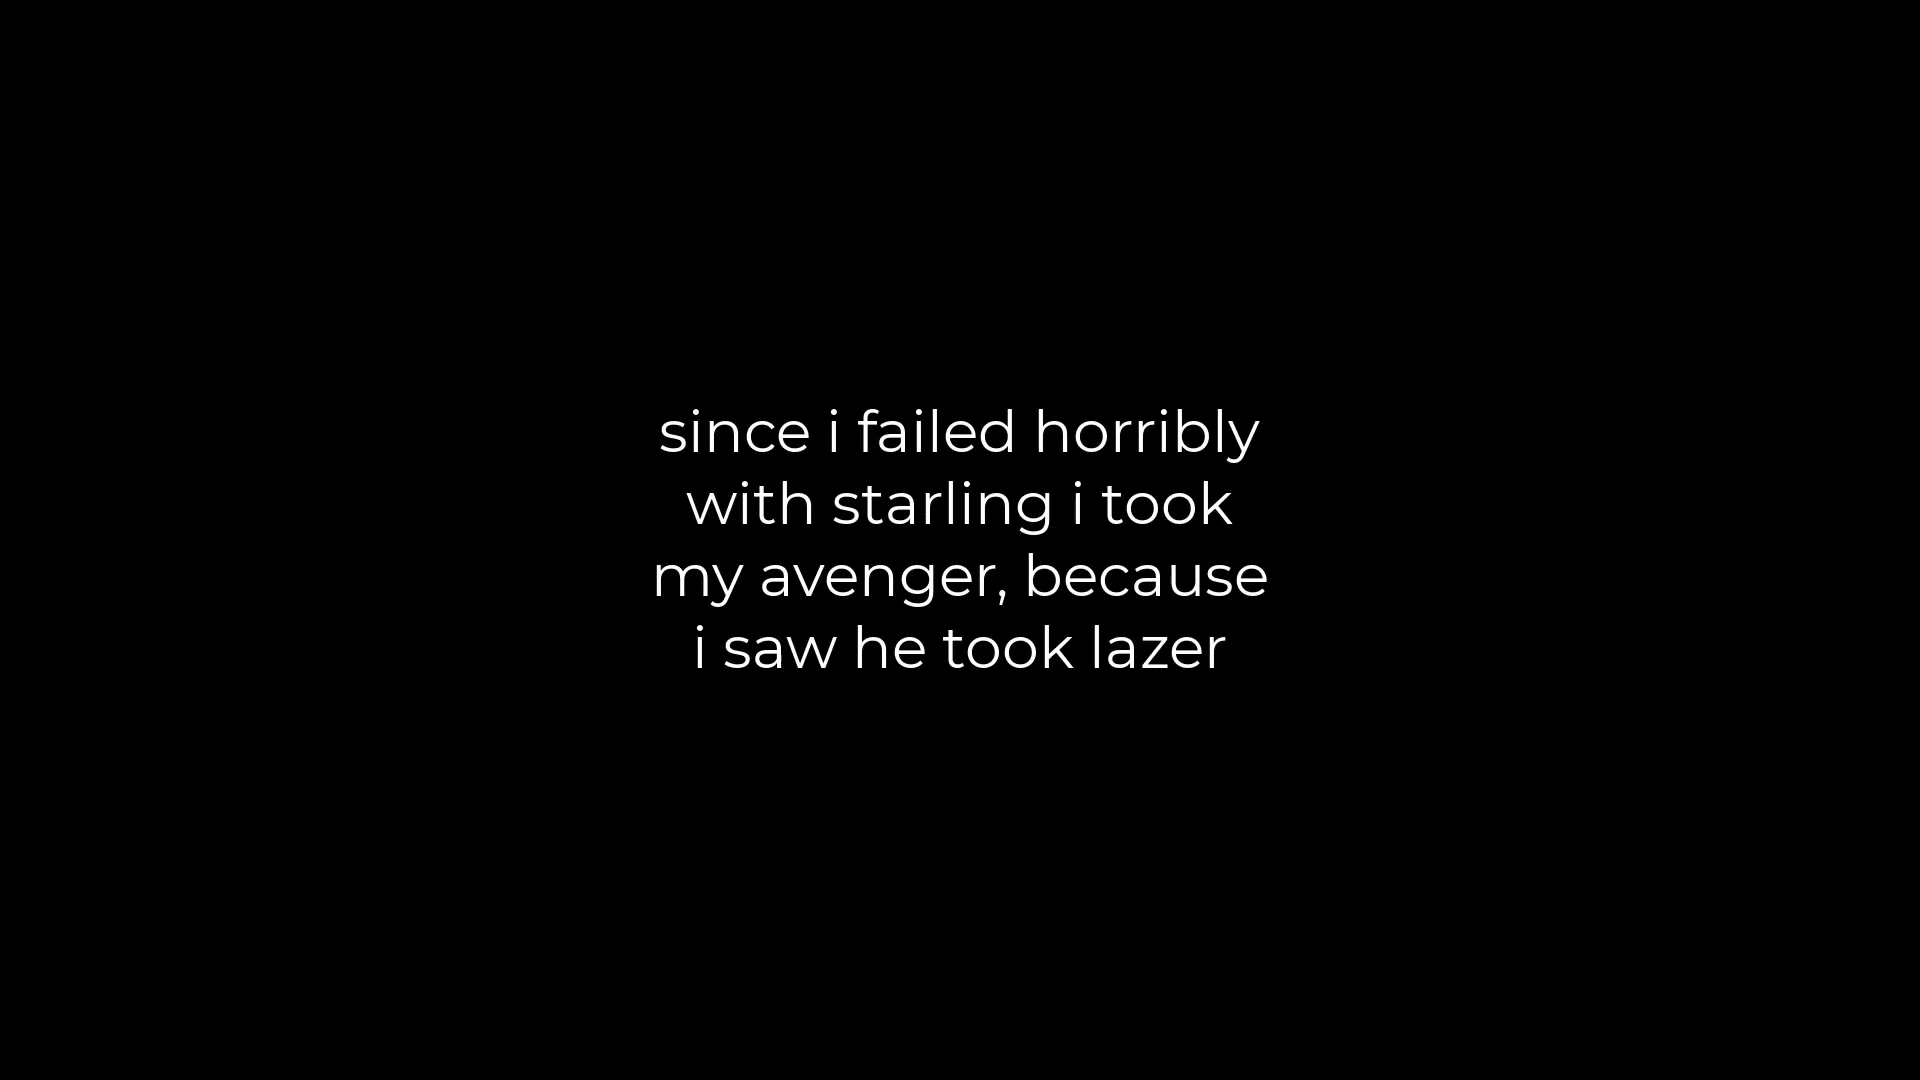 since i failed horribly
with starling i took
my avenger, because
i saw he took lazer